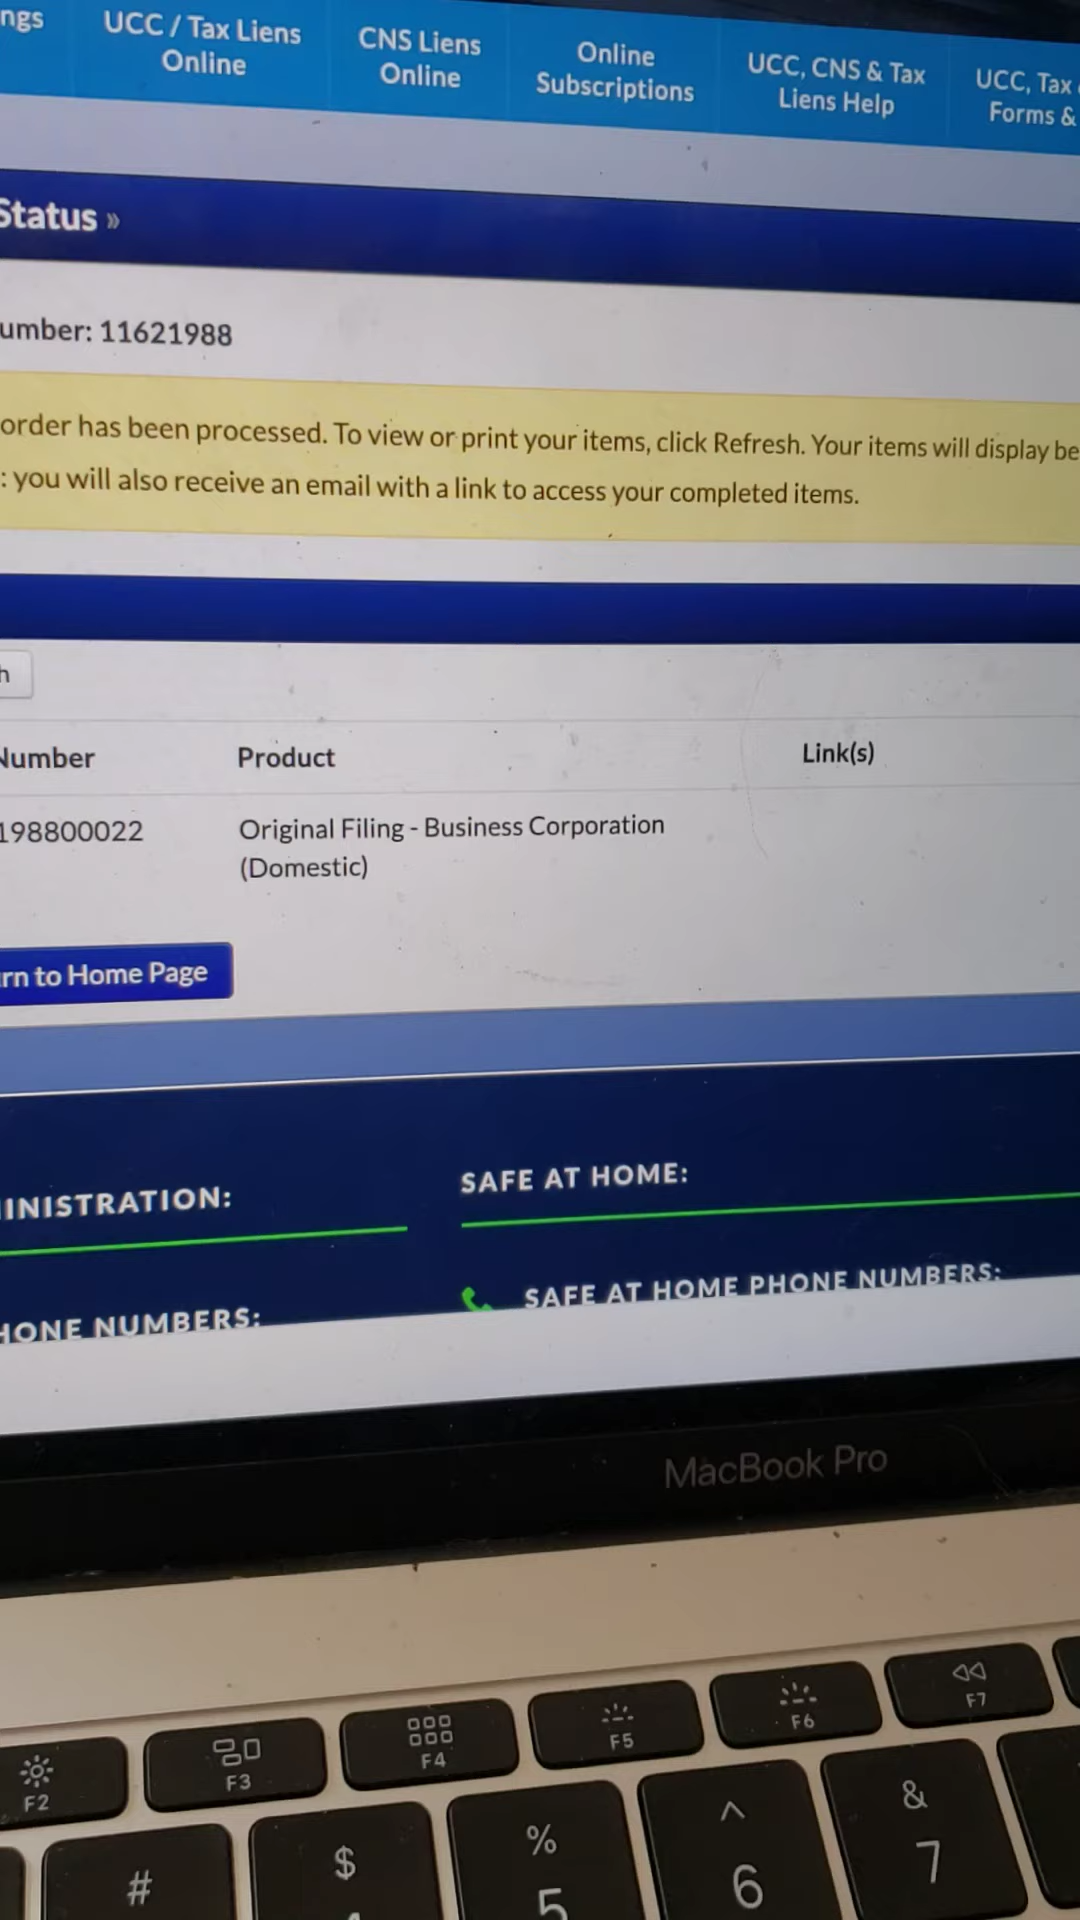 ngs
UCC / Tax Liens
Online
CNS Liens
Online
Online
Subscriptions
UCC, CNS & Tax
Liens Help
UCC, Tax
Forms &
Status »
umber: 11621988
order has been processed. To view or print your items, click Refresh. Your items will display be
: you will also receive an email with a link to access your completed items.
h
Number
Product
Link(s)
198800022
Original Filing - Business Corporation
(Domestic)
rn to Home Page
INISTRATION:
SAFE AT HOME:
HONE NUMBERS:
SAFE AT HOME PHONE NUMBERS:
MacBook Pro
F2
F3
F4
F5
F6
F7
#
$
%
5
^
6
&
7